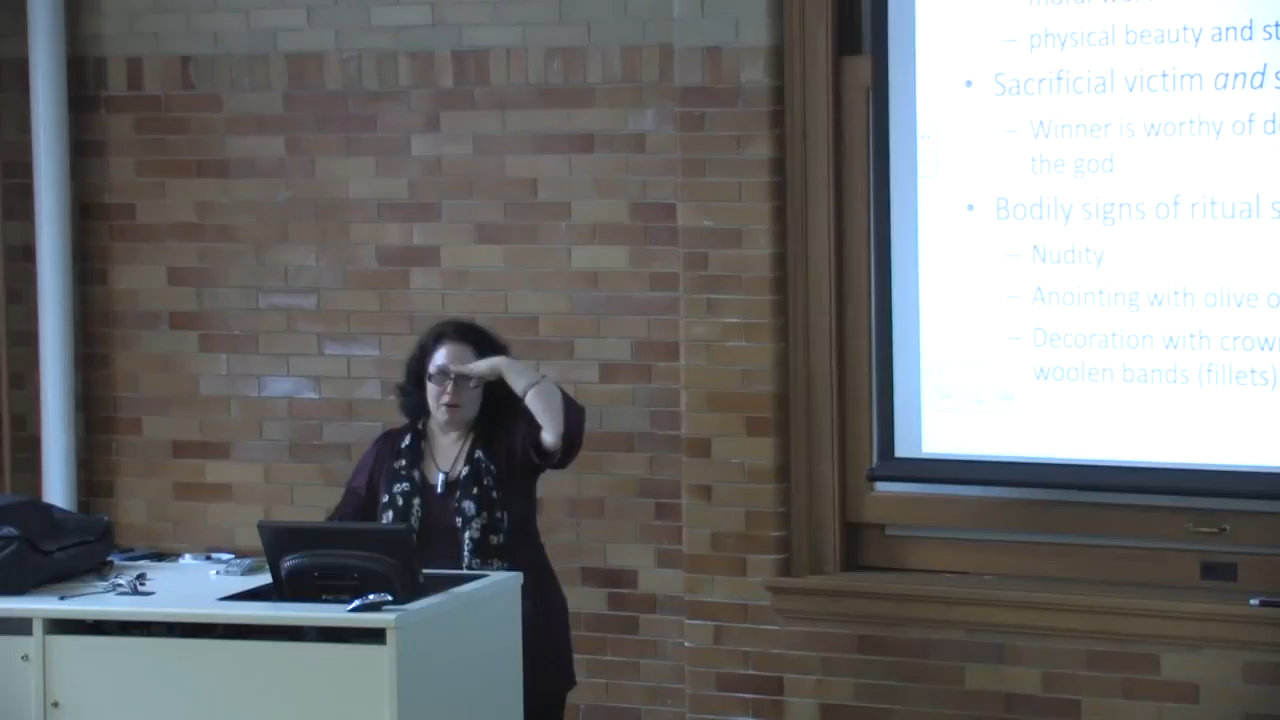 – physical beauty and st
• Sacrificial victim and s
– Winner is worthy of d
the god
• Bodily signs of ritual s
– Nudity
– Anointing with olive o
– Decoration with crow
woolen bands (fillets)